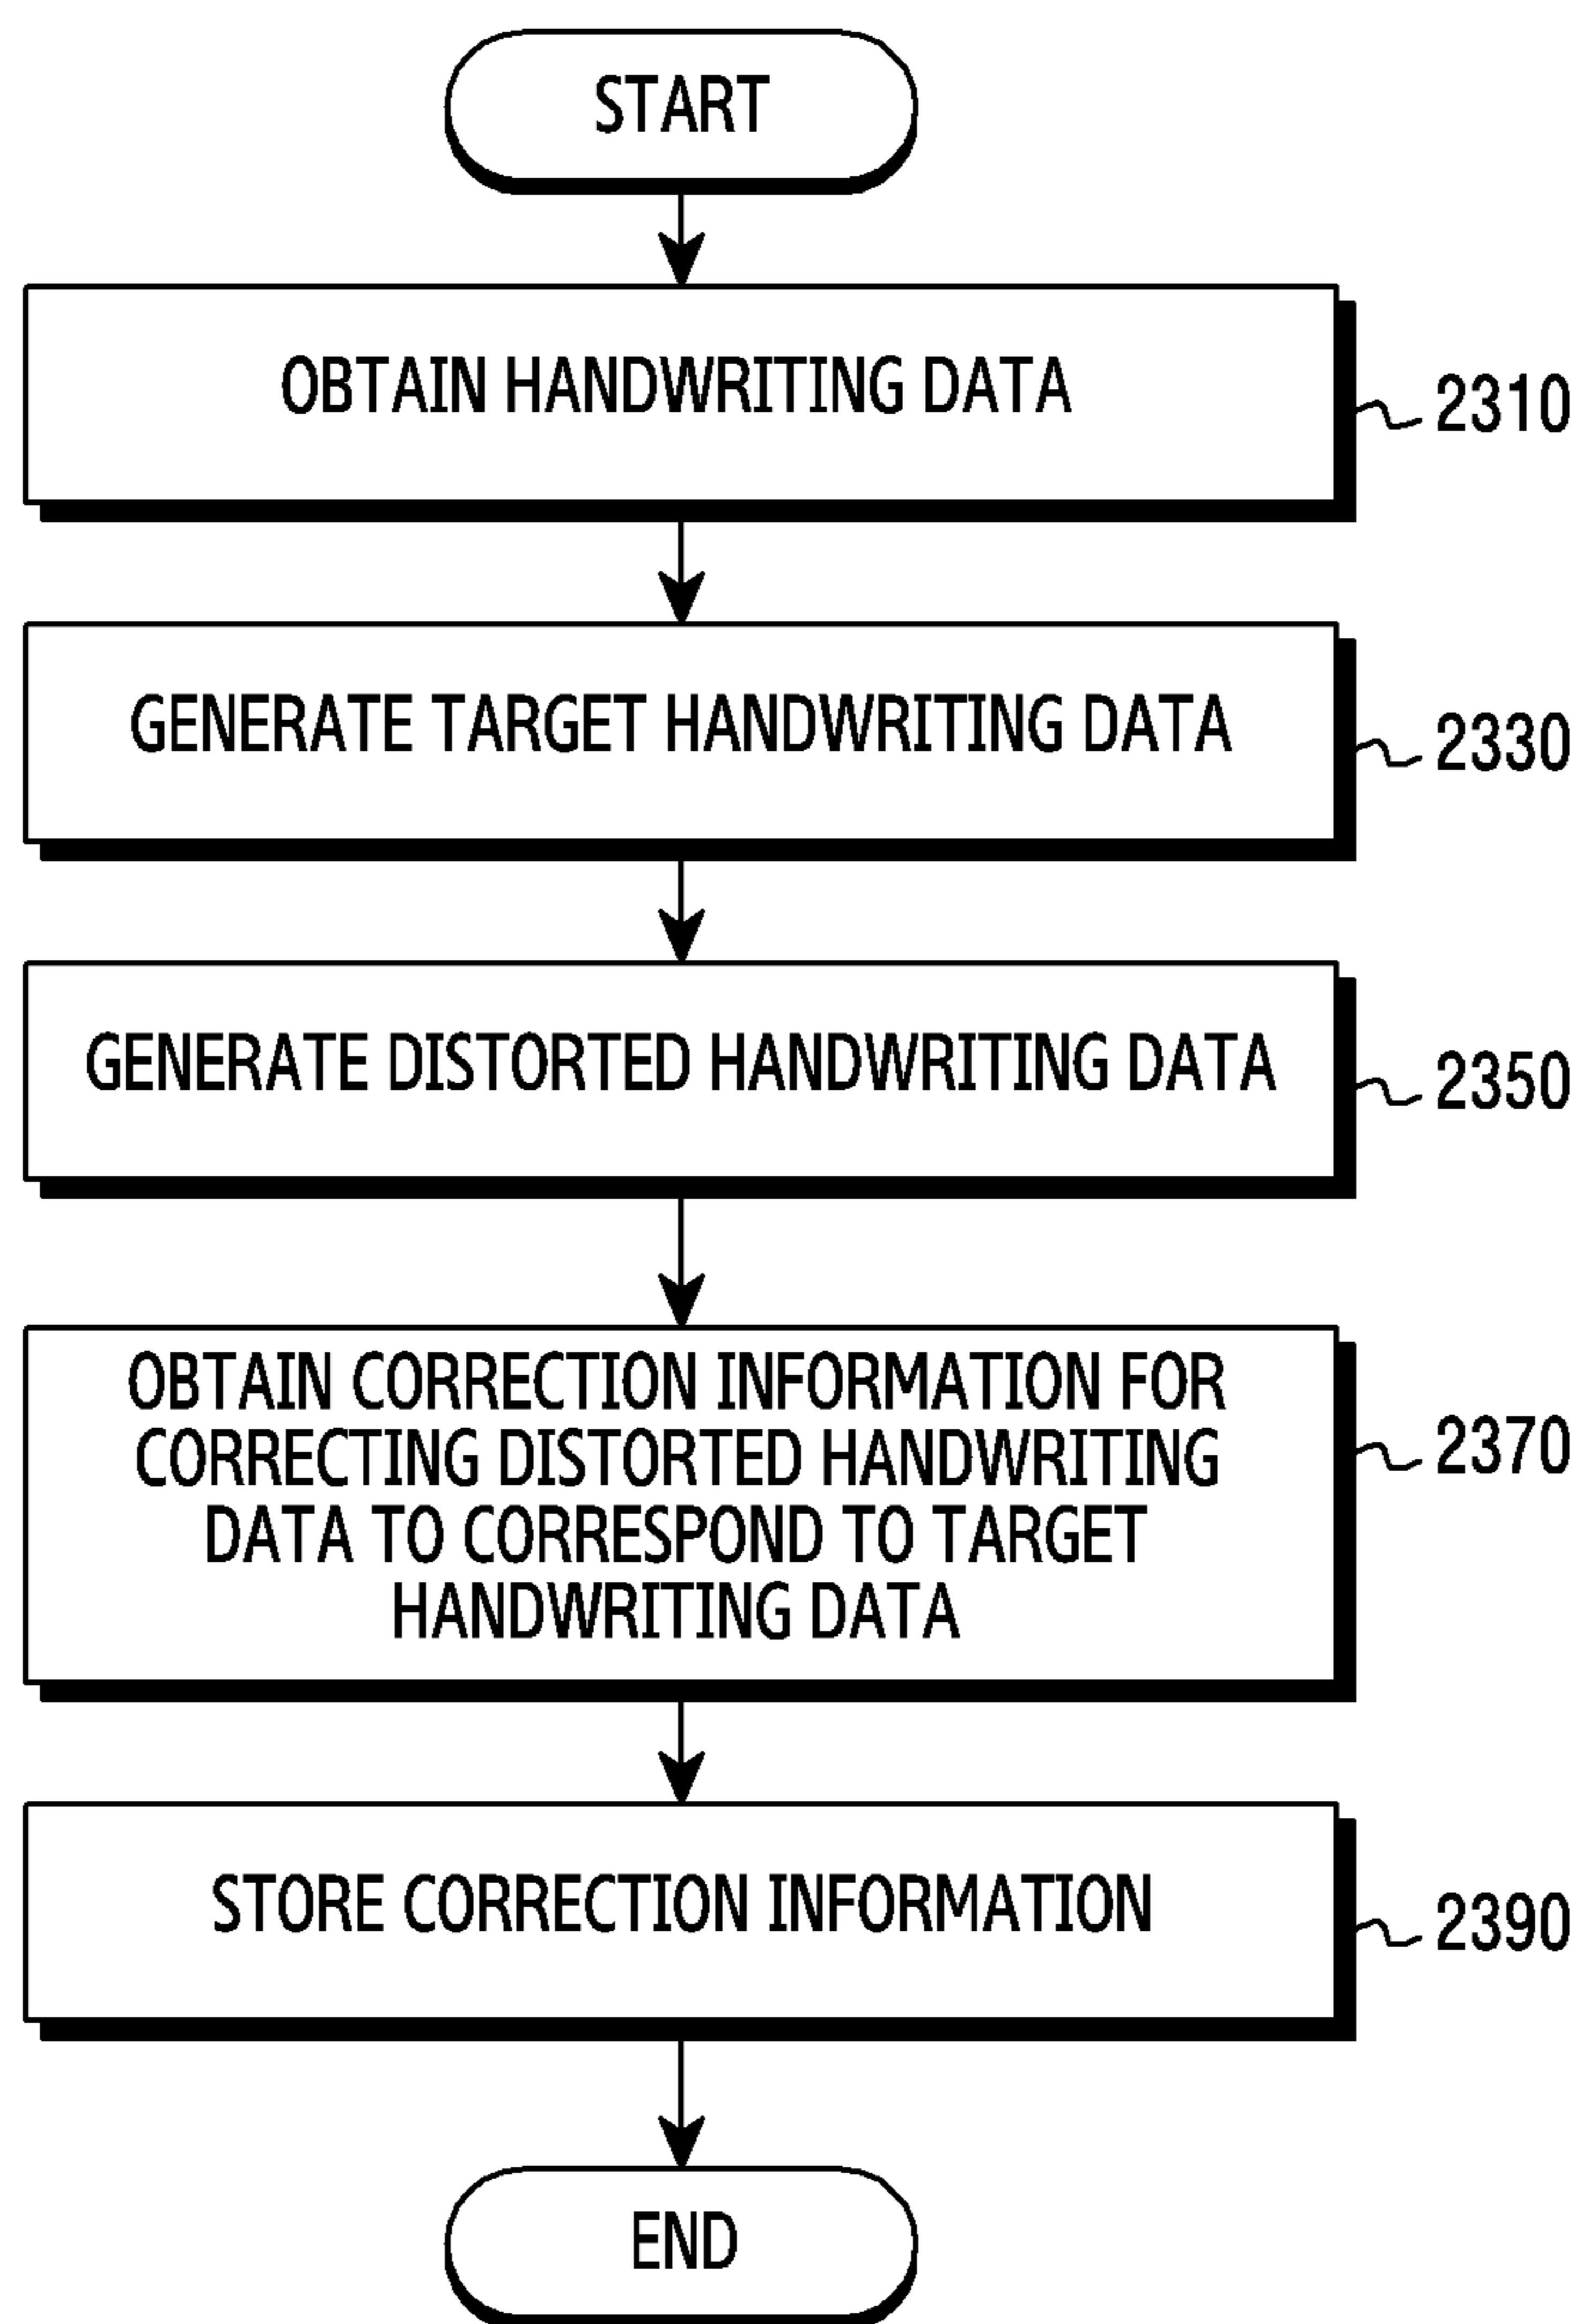 START
OBTAIN HANDWRITING DATA
2310
GENERATE TARGET HANDWRITING DATA
2330
GENERATE DISTORTED HANDWRITING DATA
2350
OBTAIN CORRECTION INFORMATION FOR
CORRECTING DISTORTED HANDWRITING
DATA TO CORRESPOND TO TARGET
HANDWRITING DATA
2370
STORE CORRECTION INFORMATION
2390
END